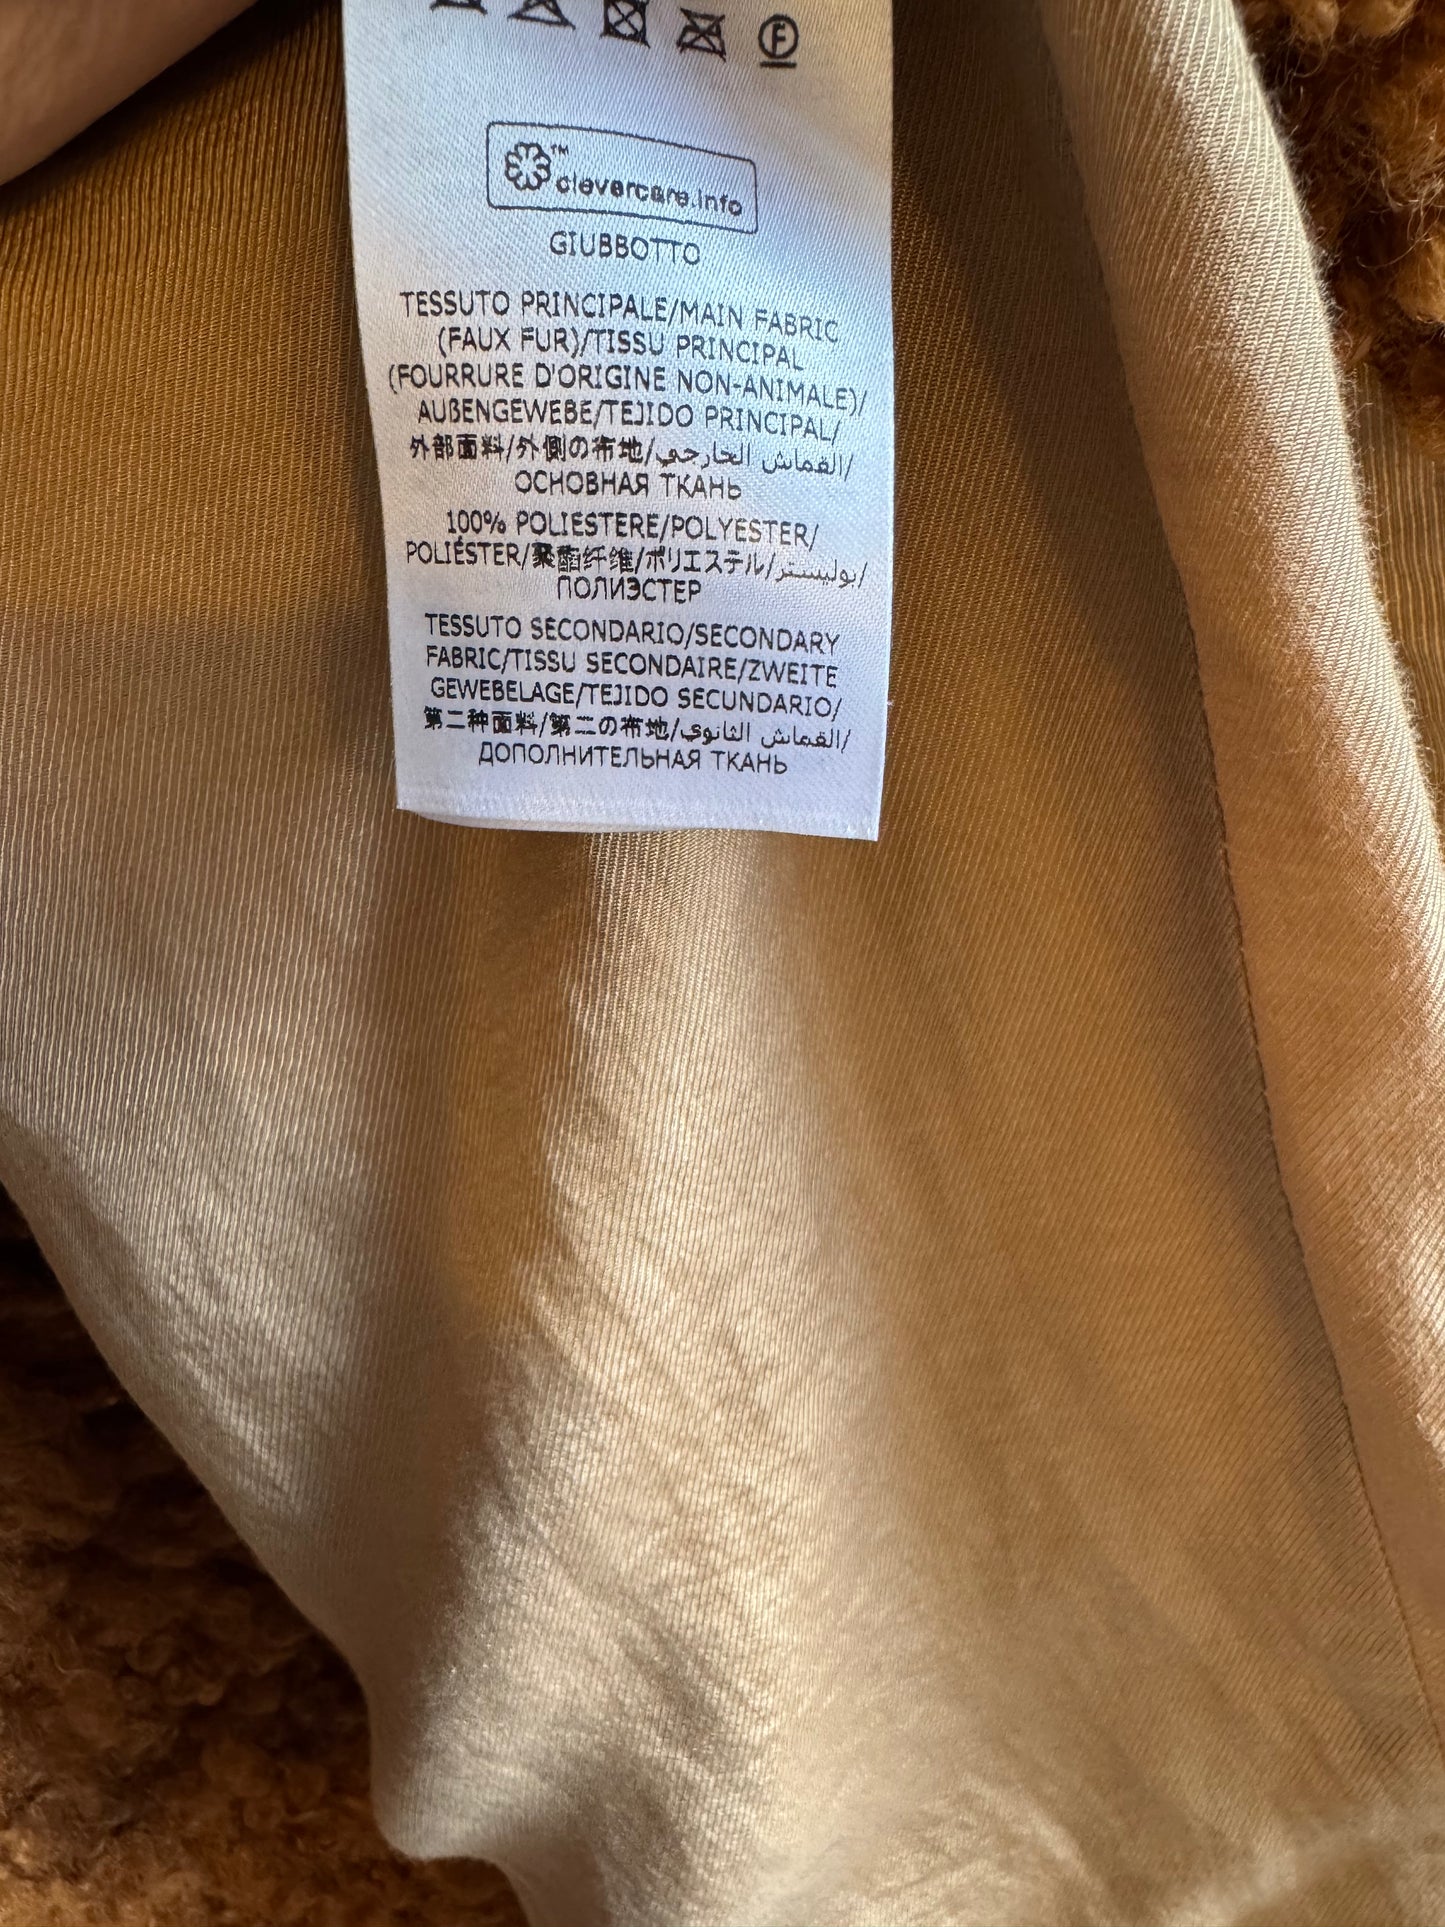 F
™
clevercare.info
GIUBBOTTO
TESSUTO PRINCIPALE/MAIN FABRIC
(FAUX FUR)/TISSU PRINCIPAL
(FOURRURE D'ORIGINE NON-ANIMALE)/
AUßENGEWEBE/TEJIDO PRINCIPAL/
外部面料/外側の布地/القماش الخارجي/
ОСНОВНАЯ ТКАНЬ
100% POLIESTERE/POLYESTER/
POLIÉSTER/聚酯纤维/ポリエステル/بوليستر/
ПОЛИЭСТЕР
TESSUTO SECONDARIO/SECONDARY
FABRIC/TISSU SECONDAIRE/ZWEITE
GEWEBELAGE/TEJIDO SECUNDARIO/
第二种面料/第二の布地/القماش الثانوي/
ДОПОЛНИТЕЛЬНАЯ ТКАНЬ